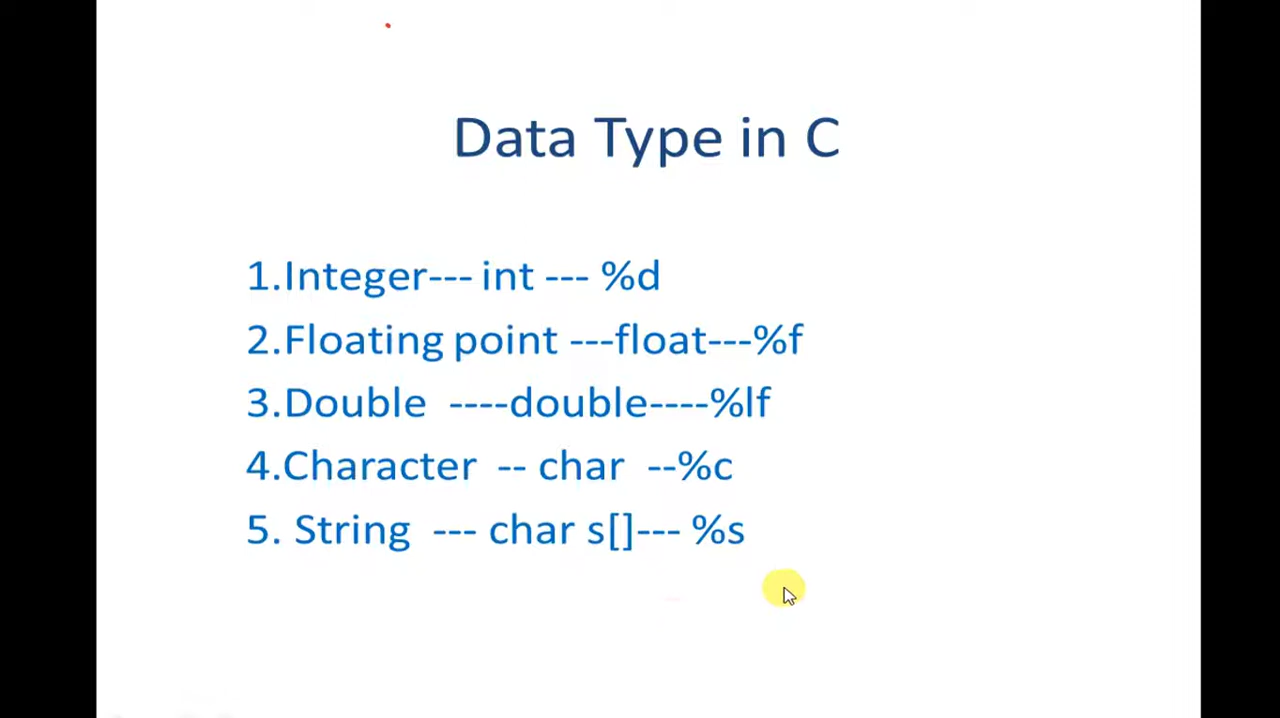 Data Type in C
1.Integer--- int --- %d
2.Floating point ---float---%f
3.Double ----double----%lf
4.Character -- char --%c
5. String --- char s[]--- %s